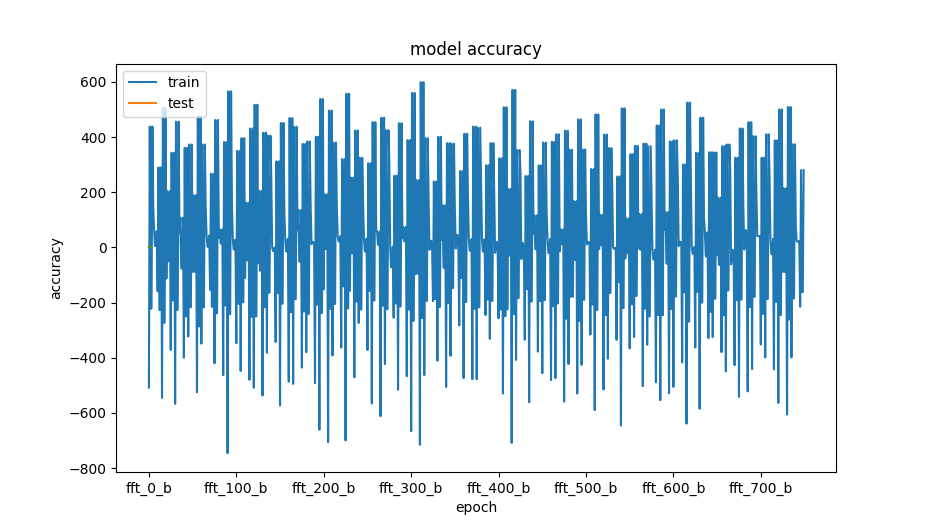 model accuracy
train
test
600
400
200
0
−200
−400
−600
−800
accuracy
fft_0_b fft_100_b fft_200_b fft_300_b fft_400_b fft_500_b fft_600_b fft_700_b
epoch